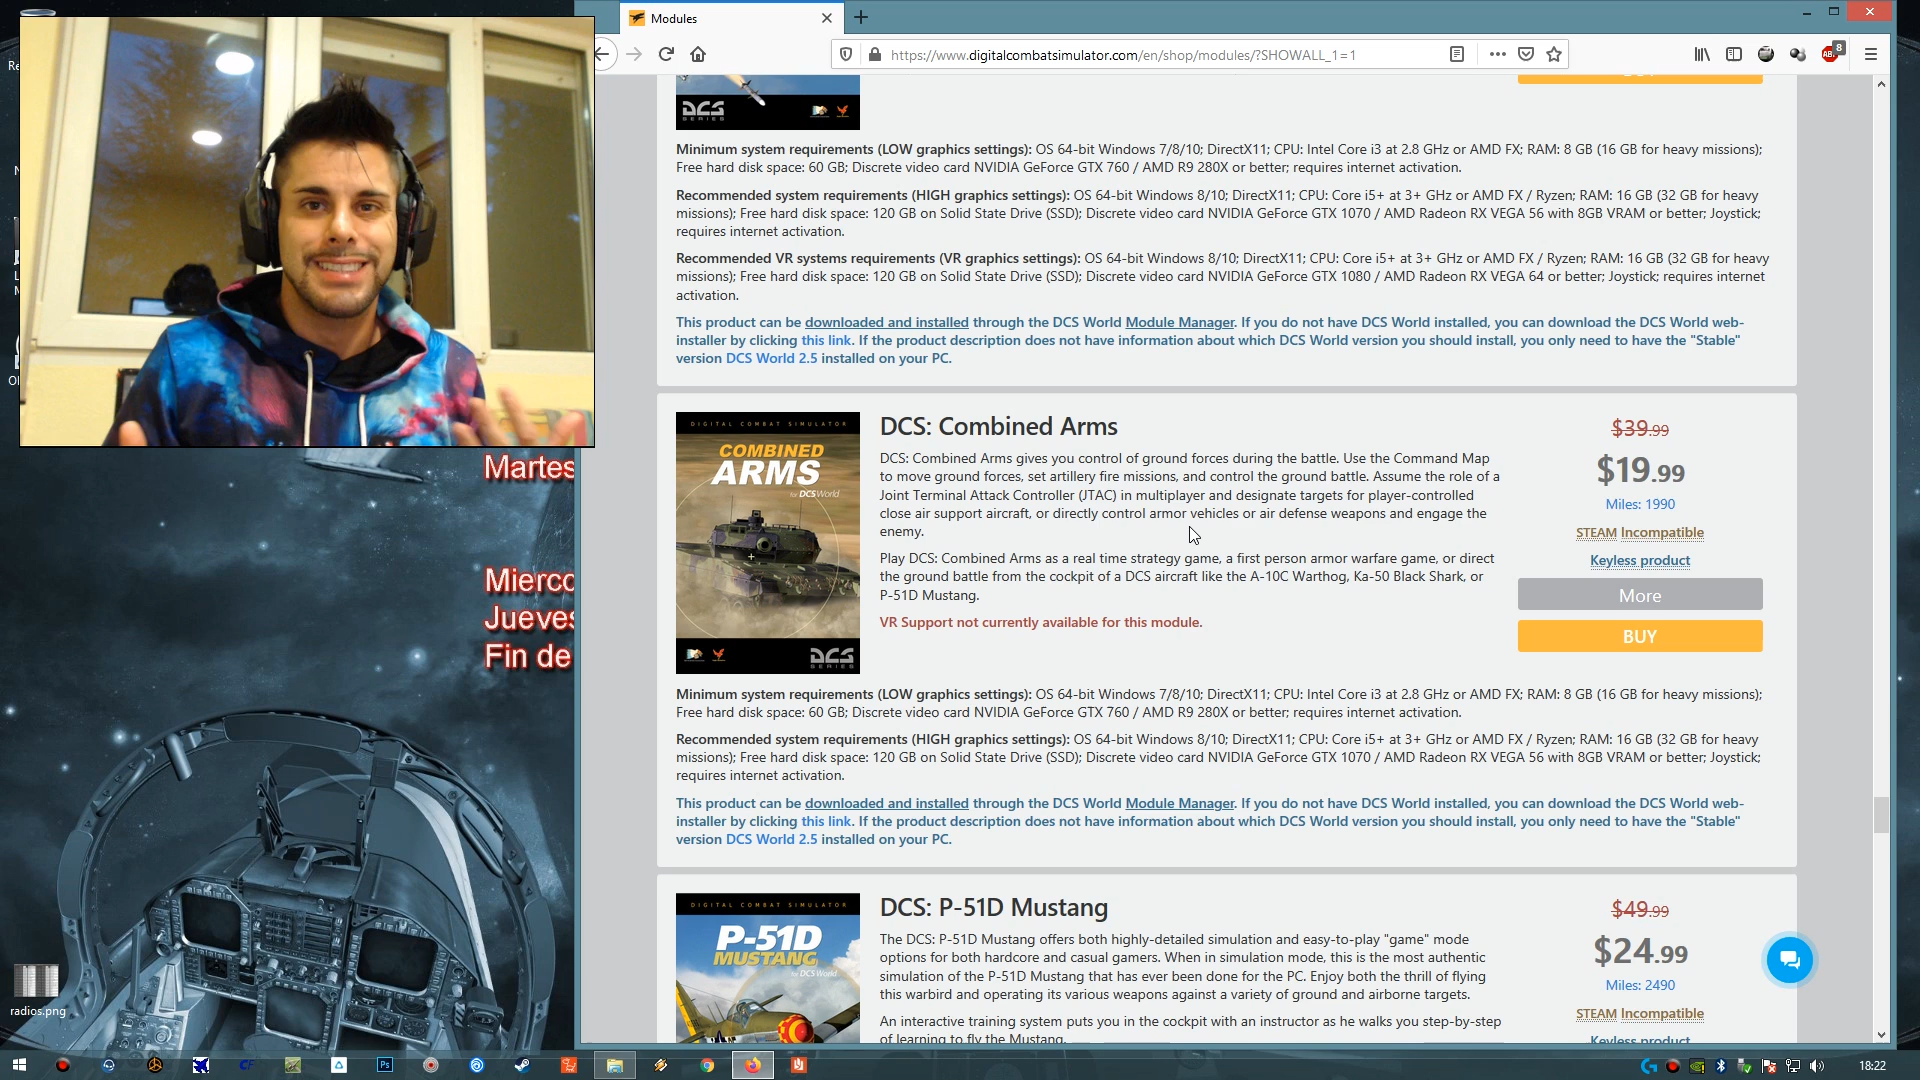 Modules
https://www.digitalcombatsimulator.com/en/shop/modules/?SHOWALL_1=1
8
DCS
SERIES
Minimum system requirements (LOW graphics settings): OS 64-bit Windows 7/8/10; DirectX11; CPU: Intel Core i3 at 2.8 GHz or AMD FX; RAM: 8 GB (16 GB for heavy missions);
Free hard disk space: 60 GB; Discrete video card NVIDIA GeForce GTX 760 / AMD R9 280X or better; requires internet activation.
Recommended system requirements (HIGH graphics settings): OS 64-bit Windows 8/10; DirectX11; CPU: Core i5+ at 3+ GHz or AMD FX / Ryzen; RAM: 16 GB (32 GB for heavy
missions); Free hard disk space: 120 GB on Solid State Drive (SSD); Discrete video card NVIDIA GeForce GTX 1070 / AMD Radeon RX VEGA 56 with 8GB VRAM or better; Joystick;
requires internet activation.
Recommended VR systems requirements (VR graphics settings): OS 64-bit Windows 8/10; DirectX11; CPU: Core i5+ at 3+ GHz or AMD FX / Ryzen; RAM: 16 GB (32 GB for heavy
missions); Free hard disk space: 120 GB on Solid State Drive (SSD); Discrete video card NVIDIA GeForce GTX 1080 / AMD Radeon RX VEGA 64 or better; Joystick; requires internet
activation.
This product can be downloaded and installed through the DCS World Module Manager. If you do not have DCS World installed, you can download the DCS World web-
installer by clicking this link. If the product description does not have information about which DCS World version you should install, you only need to have the "Stable"
version DCS World 2.5 installed on your PC.
DIGITAL COMBAT SIMULATOR
COMBINED
ARMS
for DCS World
DCS
SERIES
DCS: Combined Arms
DCS: Combined Arms gives you control of ground forces during the battle. Use the Command Map
to move ground forces, set artillery fire missions, and control the ground battle. Assume the role of a
Joint Terminal Attack Controller (JTAC) in multiplayer and designate targets for player-controlled
close air support aircraft, or directly control armor vehicles or air defense weapons and engage the
enemy.
Play DCS: Combined Arms as a real time strategy game, a first person armor warfare game, or direct
the ground battle from the cockpit of a DCS aircraft like the A-10C Warthog, Ka-50 Black Shark, or
P-51D Mustang.
VR Support not currently available for this module.
$39.99
$19.99
Miles: 1990
STEAM Incompatible
Keyless product
More
BUY
Minimum system requirements (LOW graphics settings): OS 64-bit Windows 7/8/10; DirectX11; CPU: Intel Core i3 at 2.8 GHz or AMD FX; RAM: 8 GB (16 GB for heavy missions);
Free hard disk space: 60 GB; Discrete video card NVIDIA GeForce GTX 760 / AMD R9 280X or better; requires internet activation.
Recommended system requirements (HIGH graphics settings): OS 64-bit Windows 8/10; DirectX11; CPU: Core i5+ at 3+ GHz or AMD FX / Ryzen; RAM: 16 GB (32 GB for heavy
missions); Free hard disk space: 120 GB on Solid State Drive (SSD); Discrete video card NVIDIA GeForce GTX 1070 / AMD Radeon RX VEGA 56 with 8GB VRAM or better; Joystick;
requires internet activation.
This product can be downloaded and installed through the DCS World Module Manager. If you do not have DCS World installed, you can download the DCS World web-
installer by clicking this link. If the product description does not have information about which DCS World version you should install, you only need to have the "Stable"
version DCS World 2.5 installed on your PC.
DIGITAL COMBAT SIMULATOR
P-51D
MUSTANG
for DCS World
DCS: P-51D Mustang
The DCS: P-51D Mustang offers both highly-detailed simulation and easy-to-play "game" mode
options for both hardcore and casual gamers. When in simulation mode, this is the most authentic
simulation of the P-51D Mustang that has ever been done for the PC. Enjoy both the thrill of flying
this warbird and operating its various weapons against a variety of ground and airborne targets.
An interactive training system puts you in the cockpit with an instructor as he walks you step-by-step
of learning to fly the Mustang.
$49.99
$24.99
Miles: 2490
STEAM Incompatible
Keyless product
Martes
Mierco
Jueves
Fin de
radios.png
18:22